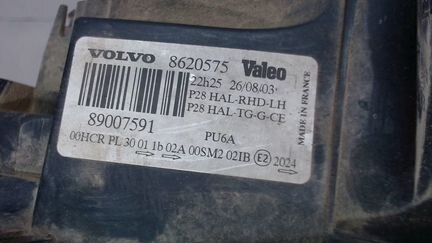 VOLVO 8620575 Valeo
22h25 26/08/03
P28 HAL-RHD-LH
P28 HAL-TG-G-CE
MADE IN FRANCE
89007591
PU6A
00HCR PL 30 01 1b 02A 00SM2 02IB E2 2024